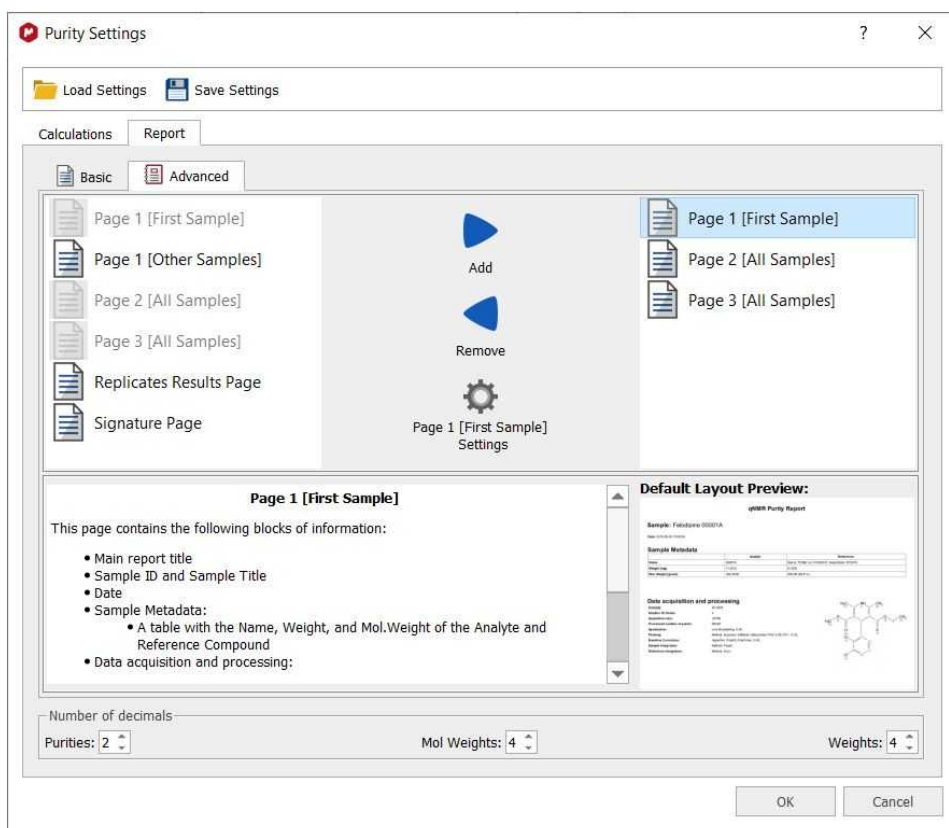 Purity Settings
?
Load Settings
Save Settings
Calculations
Report
Basic
Advanced
Page 1 [First Sample]
Page 1 [Other Samples]
Page 2 [All Samples]
Page 3 [All Samples]
Replicates Results Page
Signature Page
Add
Remove
Page 1 [First Sample]
Settings
Page 1 [First Sample]
Page 2 [All Samples]
Page 3 [All Samples]
Page 1 [First Sample]
This page contains the following blocks of information:
• Main report title
• Sample ID and Sample Title
• Date
• Sample Metadata:
• A table with the Name, Weight, and Mol.Weight of the Analyte and
Reference Compound
• Data acquisition and processing:
Default Layout Preview:
qNMR Purity Report
Sample: Felodipine 00001A
Sample Metadata
Data acquisition and processing
Number of decimals
Purities: 2
Mol Weights: 4
Weights: 4
OK
Cancel